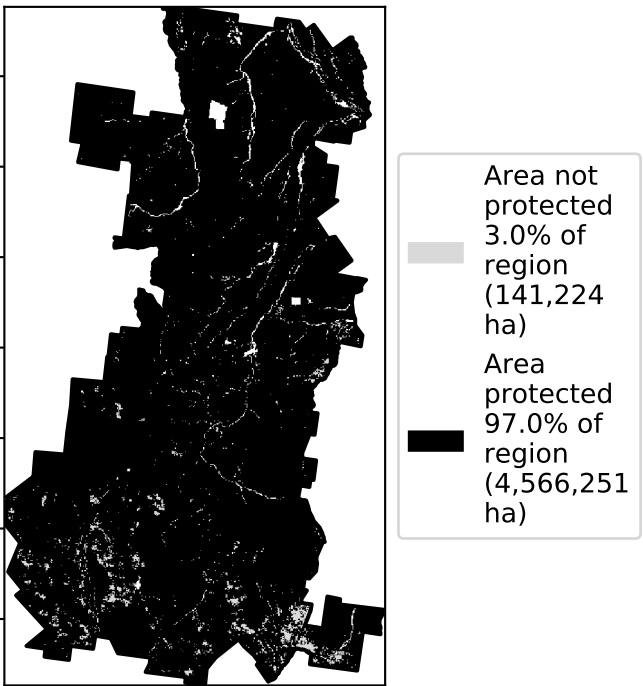 Area not
protected
3.0% of
region
(141,224
ha)
Area
protected
97.0% of
region
(4,566,251
ha)